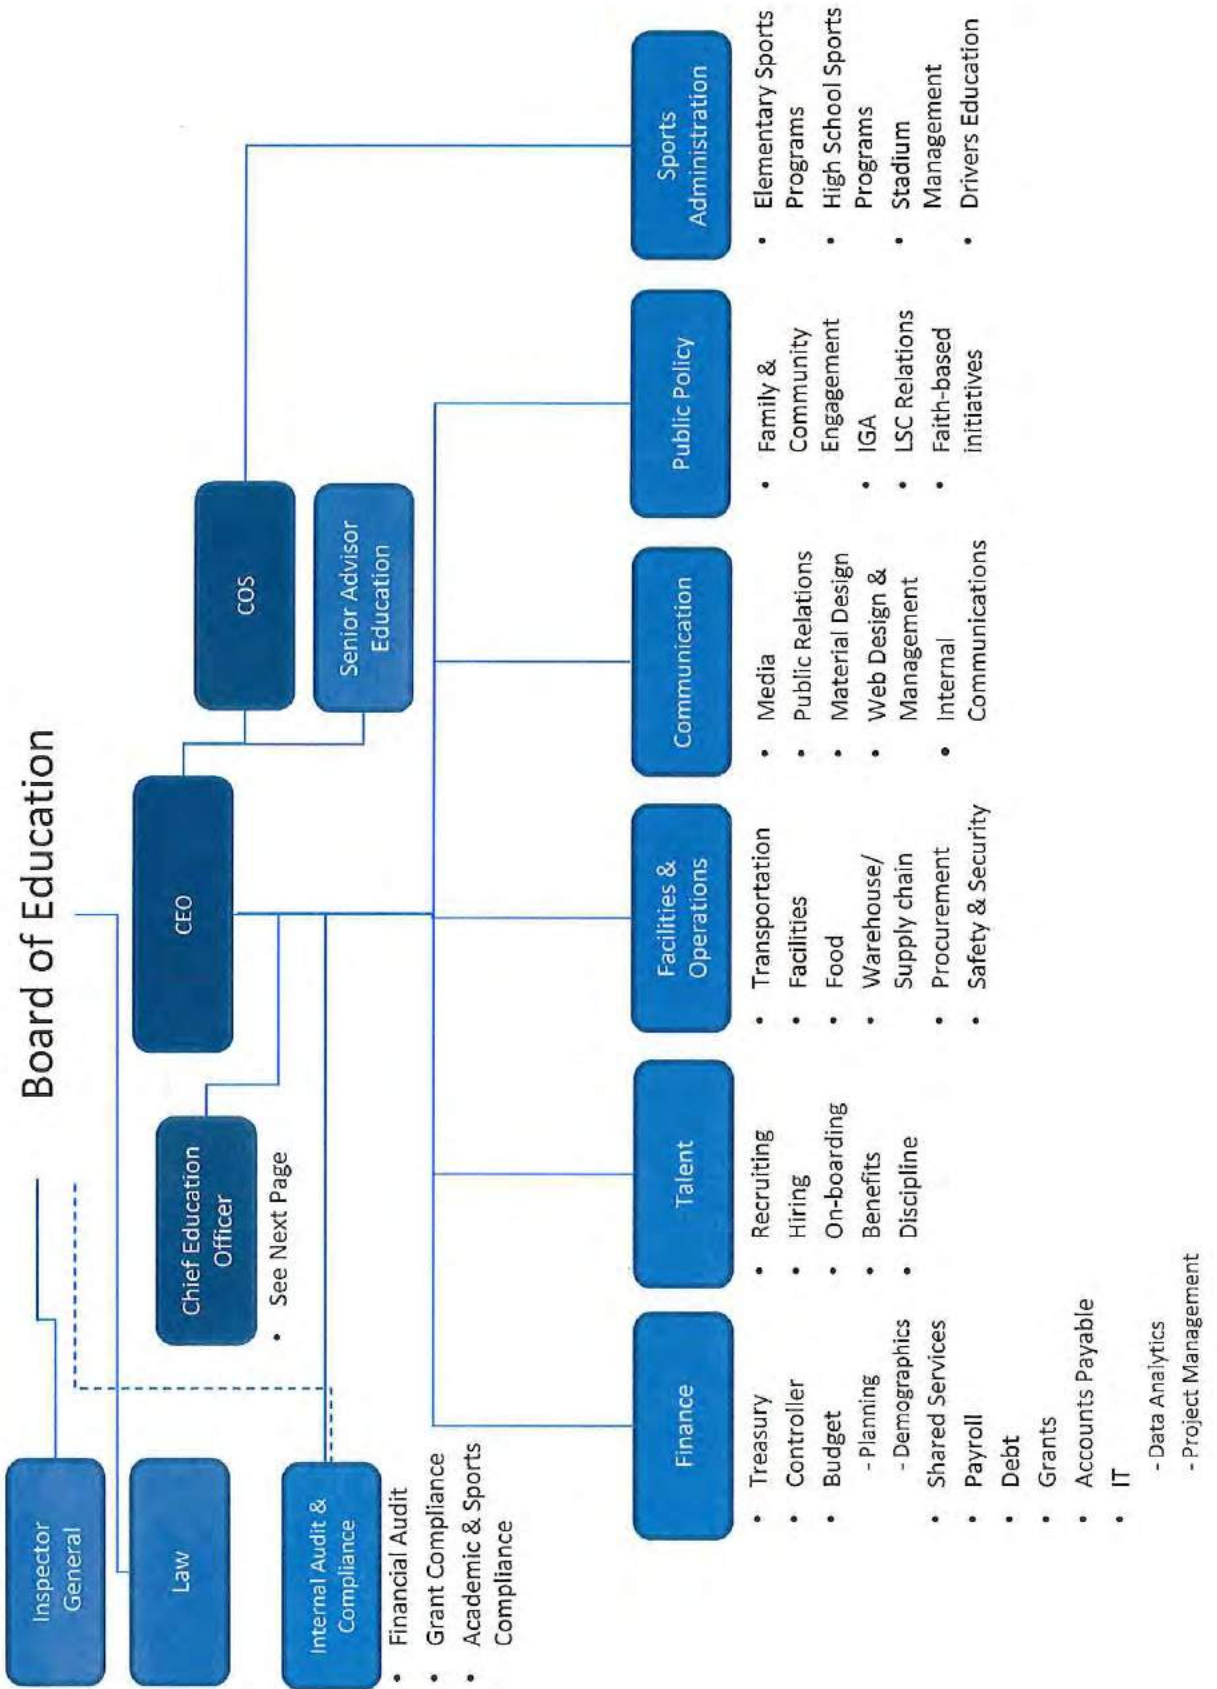 Board of Education
Inspector
General
Law
Internal Audit &
Compliance
• Financial Audit
• Grant Compliance
• Academic & Sports
Compliance
Chief Education
Officer
• See Next Page
CEO
COS
Senior Advisor
Education
Finance
• Treasury
• Controller
• Budget
- Planning
- Demographics
• Shared Services
• Payroll
• Debt
• Grants
• Accounts Payable
• IT
- Data Analytics
- Project Management
Talent
• Recruiting
• Hiring
• On-boarding
• Benefits
• Discipline
Facilities &
Operations
• Transportation
• Facilities
• Food
• Warehouse/
Supply chain
• Procurement
• Safety & Security
Communication
• Media
• Public Relations
• Material Design
• Web Design &
Management
• Internal
Communications
Public Policy
• Family &
Community
Engagement
• IGA
• LSC Relations
• Faith-based
initiatives
Sports
Administration
• Elementary Sports
Programs
• High School Sports
Programs
• Stadium
Management
• Drivers Education